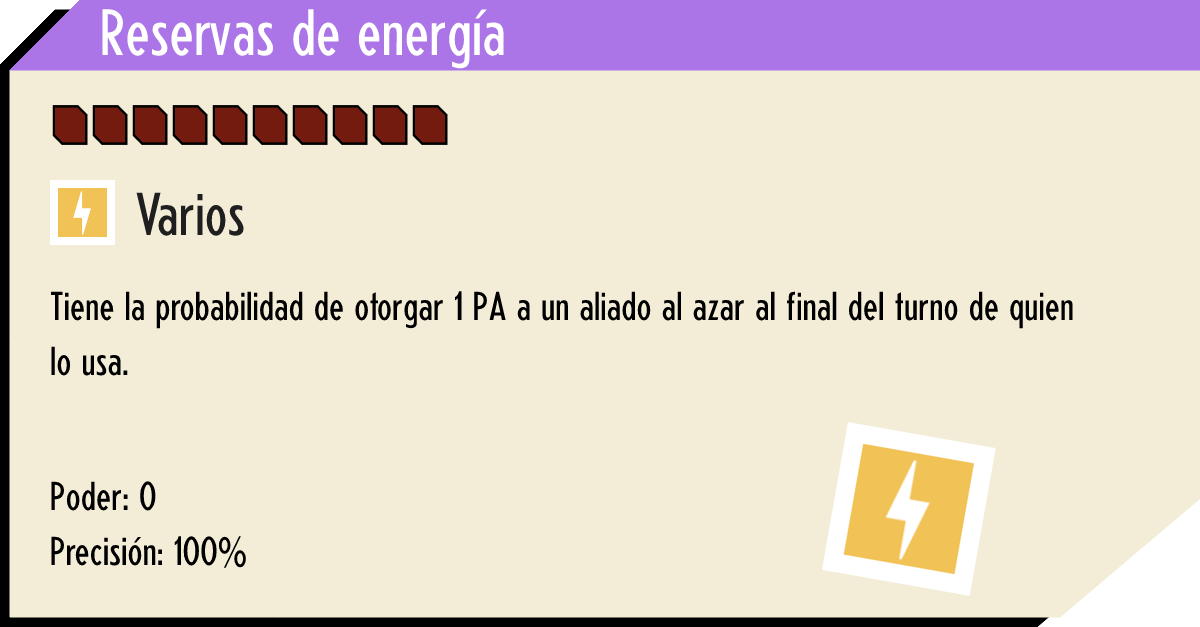 Reservas de energía
Varios
Tiene la probabilidad de otorgar 1 PA a un aliado al azar al final del turno de quien
lo usa.
Poder: 0
Precisión: 100%